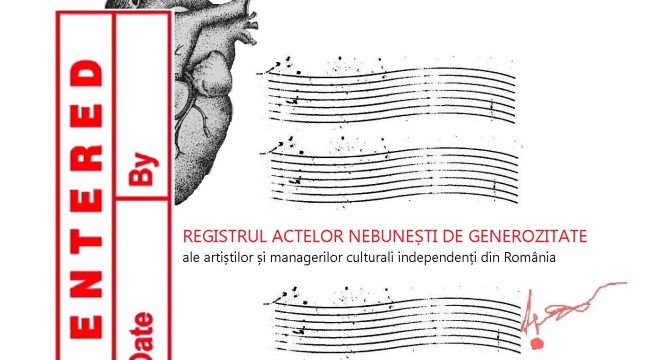 ENTERED
By
Date
REGISTRUL ACTELOR NEBUNEȘTI DE GENEROZITATE
ale artiștilor și managerilor culturali independenți din România